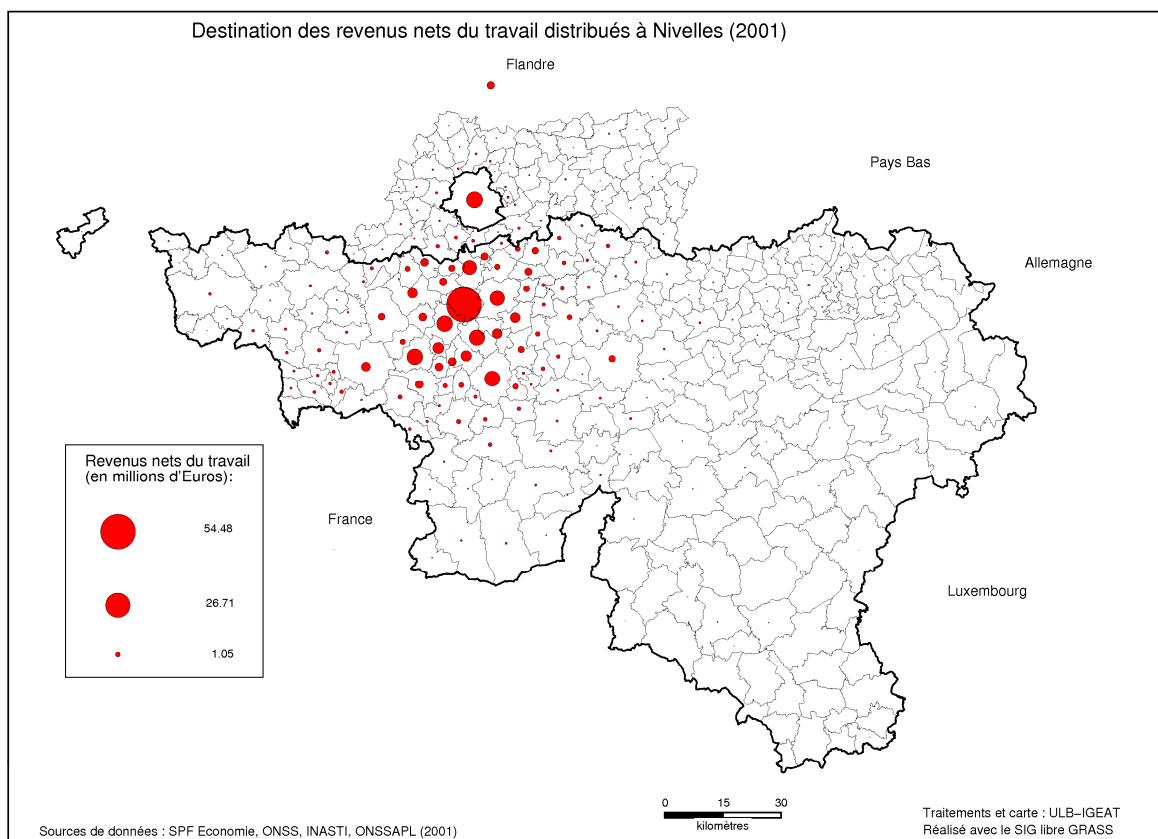 Destination des revenus nets du travail distribués à Nivelles (2001)
Flandre
Pays Bas
Allemagne
Revenus nets du travail
(en millions d'Euros):
54.48
26.71
1.05
France
Luxembourg
0 15 30
kilomètres
Sources de données : SPF Economie, ONSS, INASTI, ONSSAPL (2001)
Traitements et carte : ULB-IGEAT
Réalisé avec le SIG libre GRASS